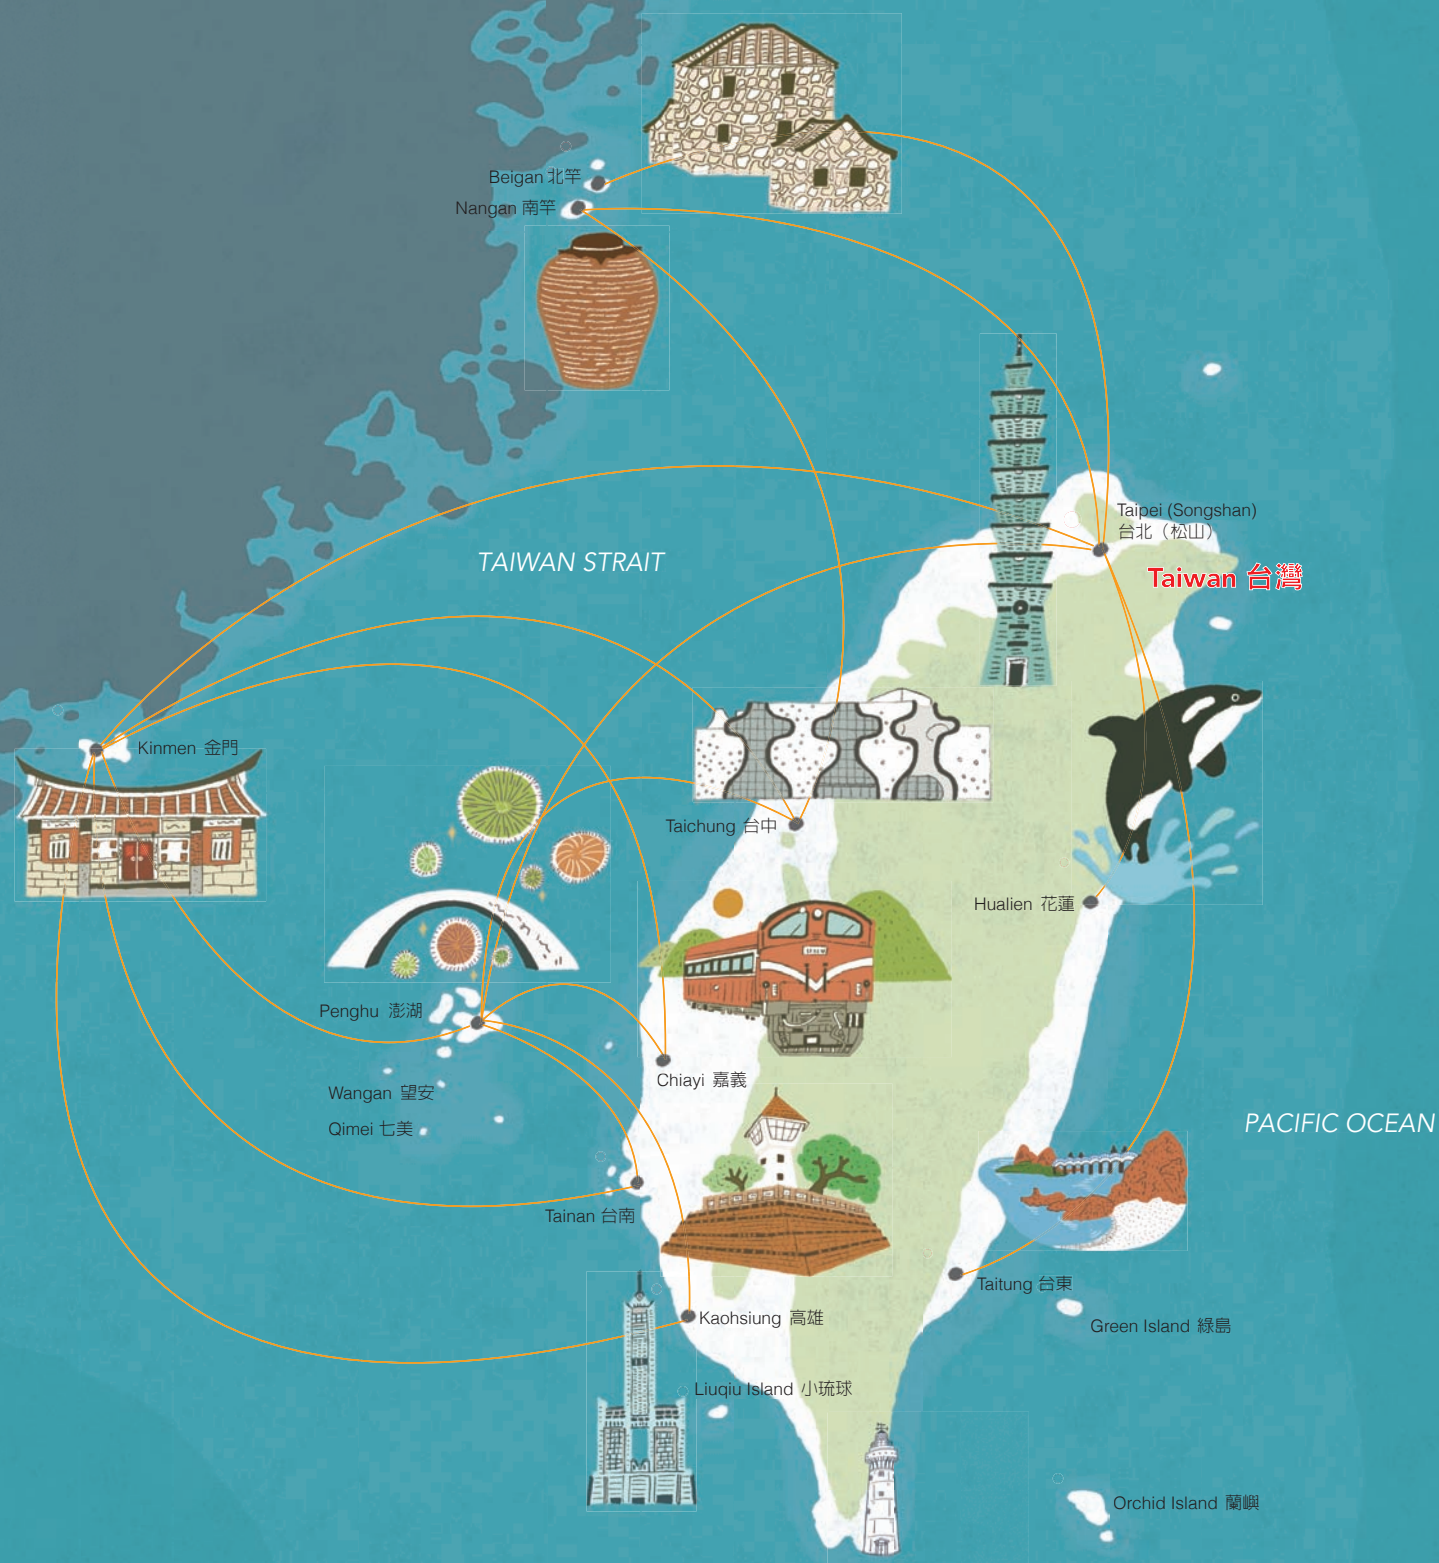 Beigan 北竿
Nangan 南竿
Taipei (Songshan)
台北（松山）
TAIWAN STRAIT
Taiwan 台灣
Kinmen 金門
Taichung 台中
Hualien 花蓮
Penghu 澎湖
Chiayi 嘉義
Wangan 望安
Qimei 七美
PACIFIC OCEAN
Tainan 台南
Taitung 台東
Kaohsiung 高雄
Green Island 綠島
Liuqiu Island 小琉球
Orchid Island 蘭嶼